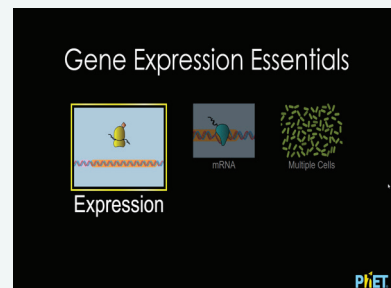 Gene Expression Essentials
mRNA
Multiple Cells
Expression
PhET